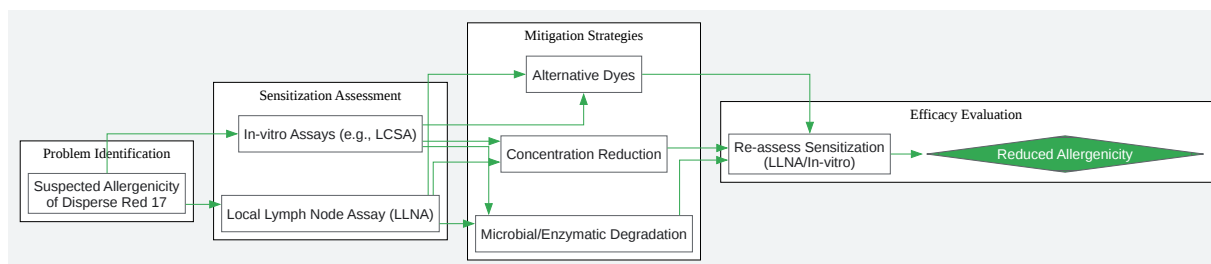 Problem Identification
Suspected Allergenicity
of Disperse Red 17
Sensitization Assessment
In-vitro Assays (e.g., LCSA)
Local Lymph Node Assay (LLNA)
Mitigation Strategies
Alternative Dyes
Concentration Reduction
Microbial/Enzymatic Degradation
Efficacy Evaluation
Re-assess Sensitization
(LLNA/In-vitro)
Reduced Allergenicity